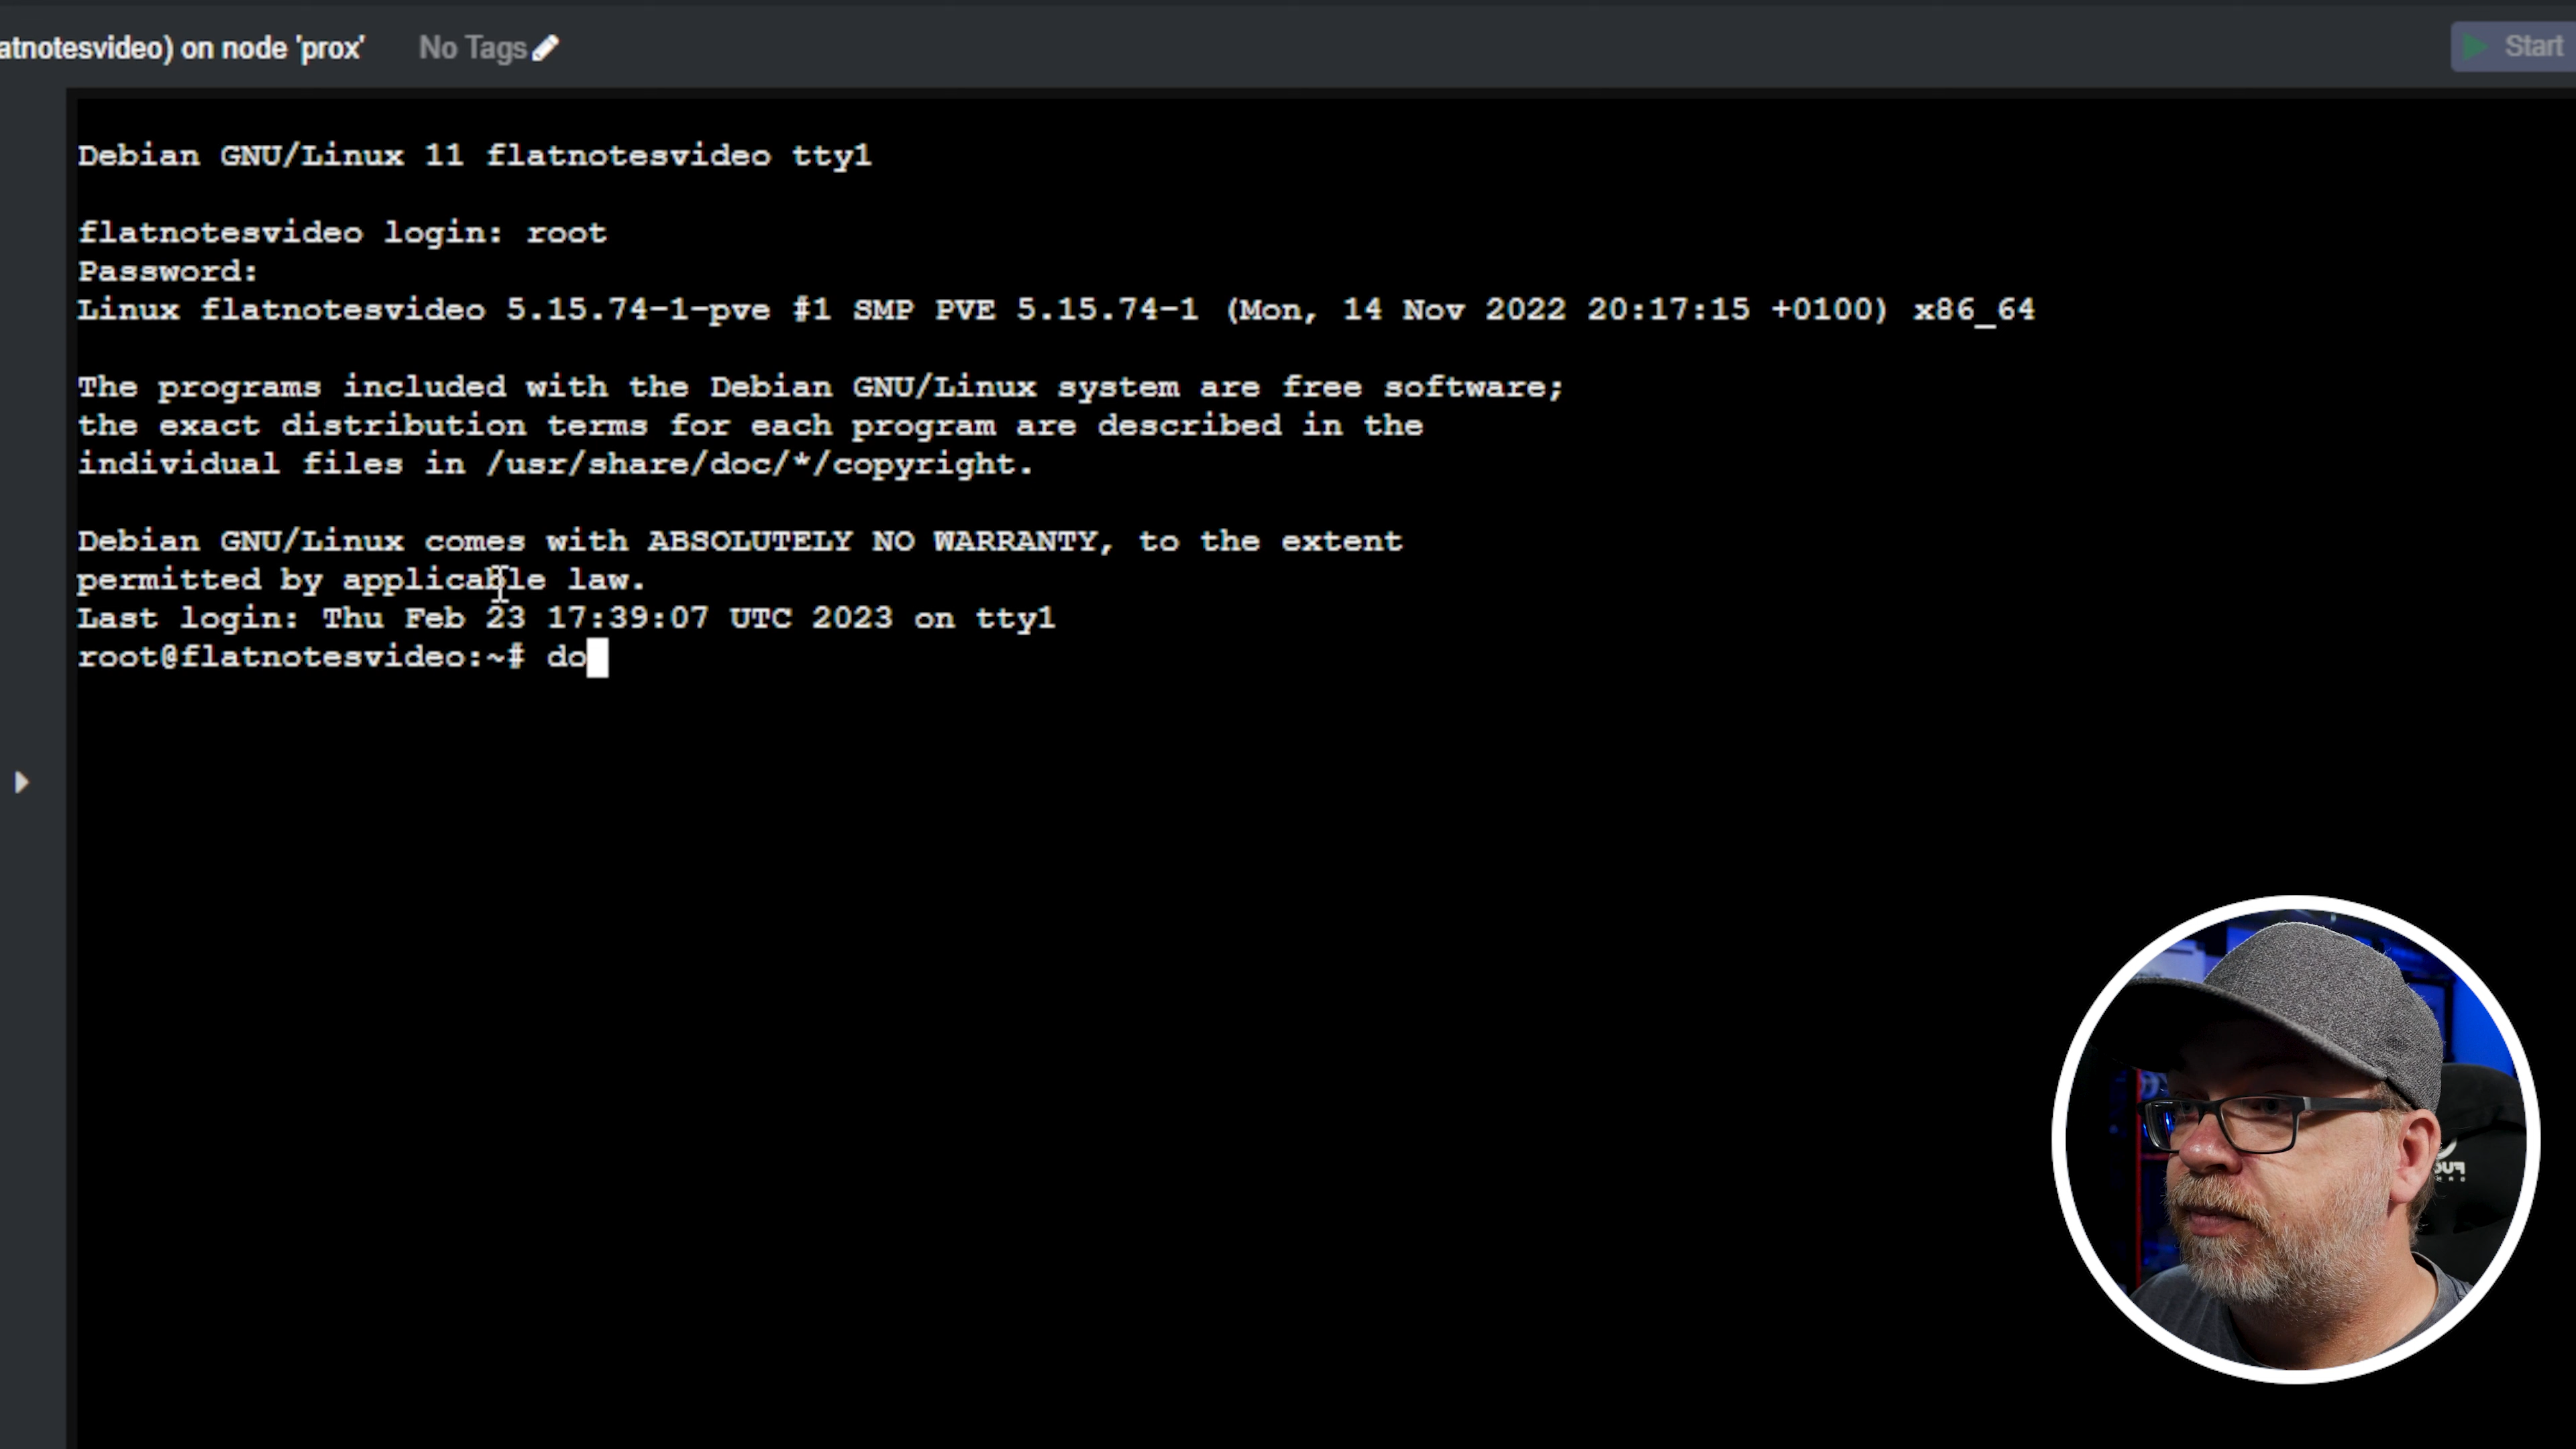 atnotesvideo) on node 'prox' No Tags Start
Debian GNU/Linux 11 flatnotesvideo tty1
flatnotesvideo login: root
Password:
Linux flatnotesvideo 5.15.74-1-pve #1 SMP PVE 5.15.74-1 (Mon, 14 Nov 2022 20:17:15 +0100) x86_64
The programs included with the Debian GNU/Linux system are free software;
the exact distribution terms for each program are described in the
individual files in /usr/share/doc/*/copyright.
Debian GNU/Linux comes with ABSOLUTELY NO WARRANTY, to the extent
permitted by applicable law.
Last login: Thu Feb 23 17:39:07 UTC 2023 on tty1
root@flatnotesvideo:~# do